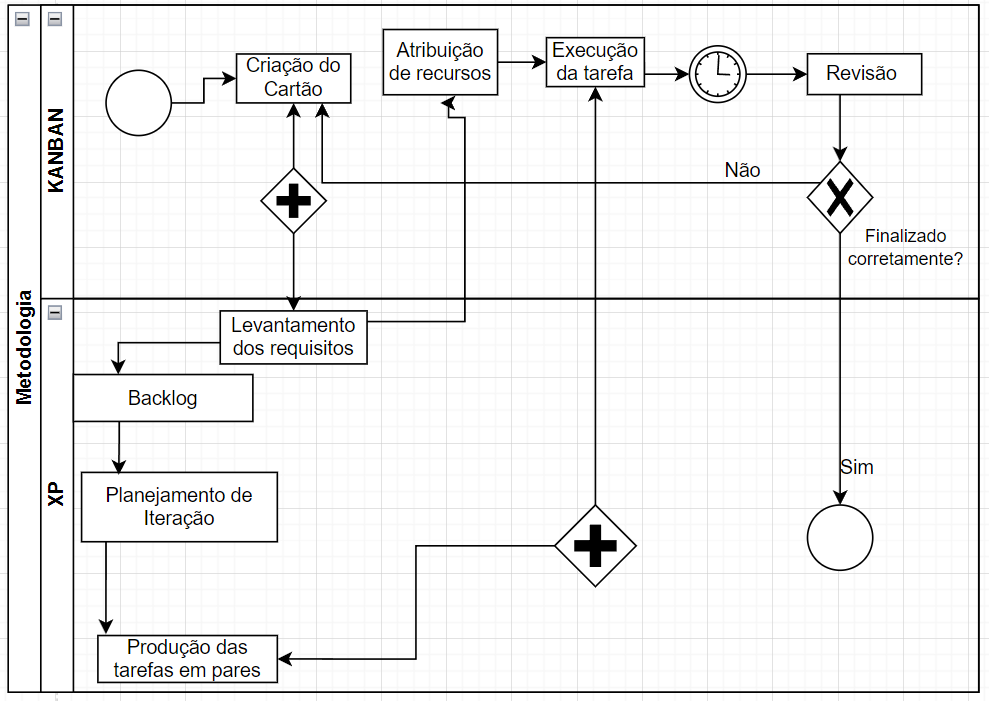 Metodologia
KANBAN
Criação do
Cartão
Atribuição
de recursos
Execução
da tarefa
Revisão
Não
Finalizado
corretamente?
XP
Levantamento
dos requisitos
Backlog
Planejamento de
Iteração
Sim
Produção das
tarefas em pares